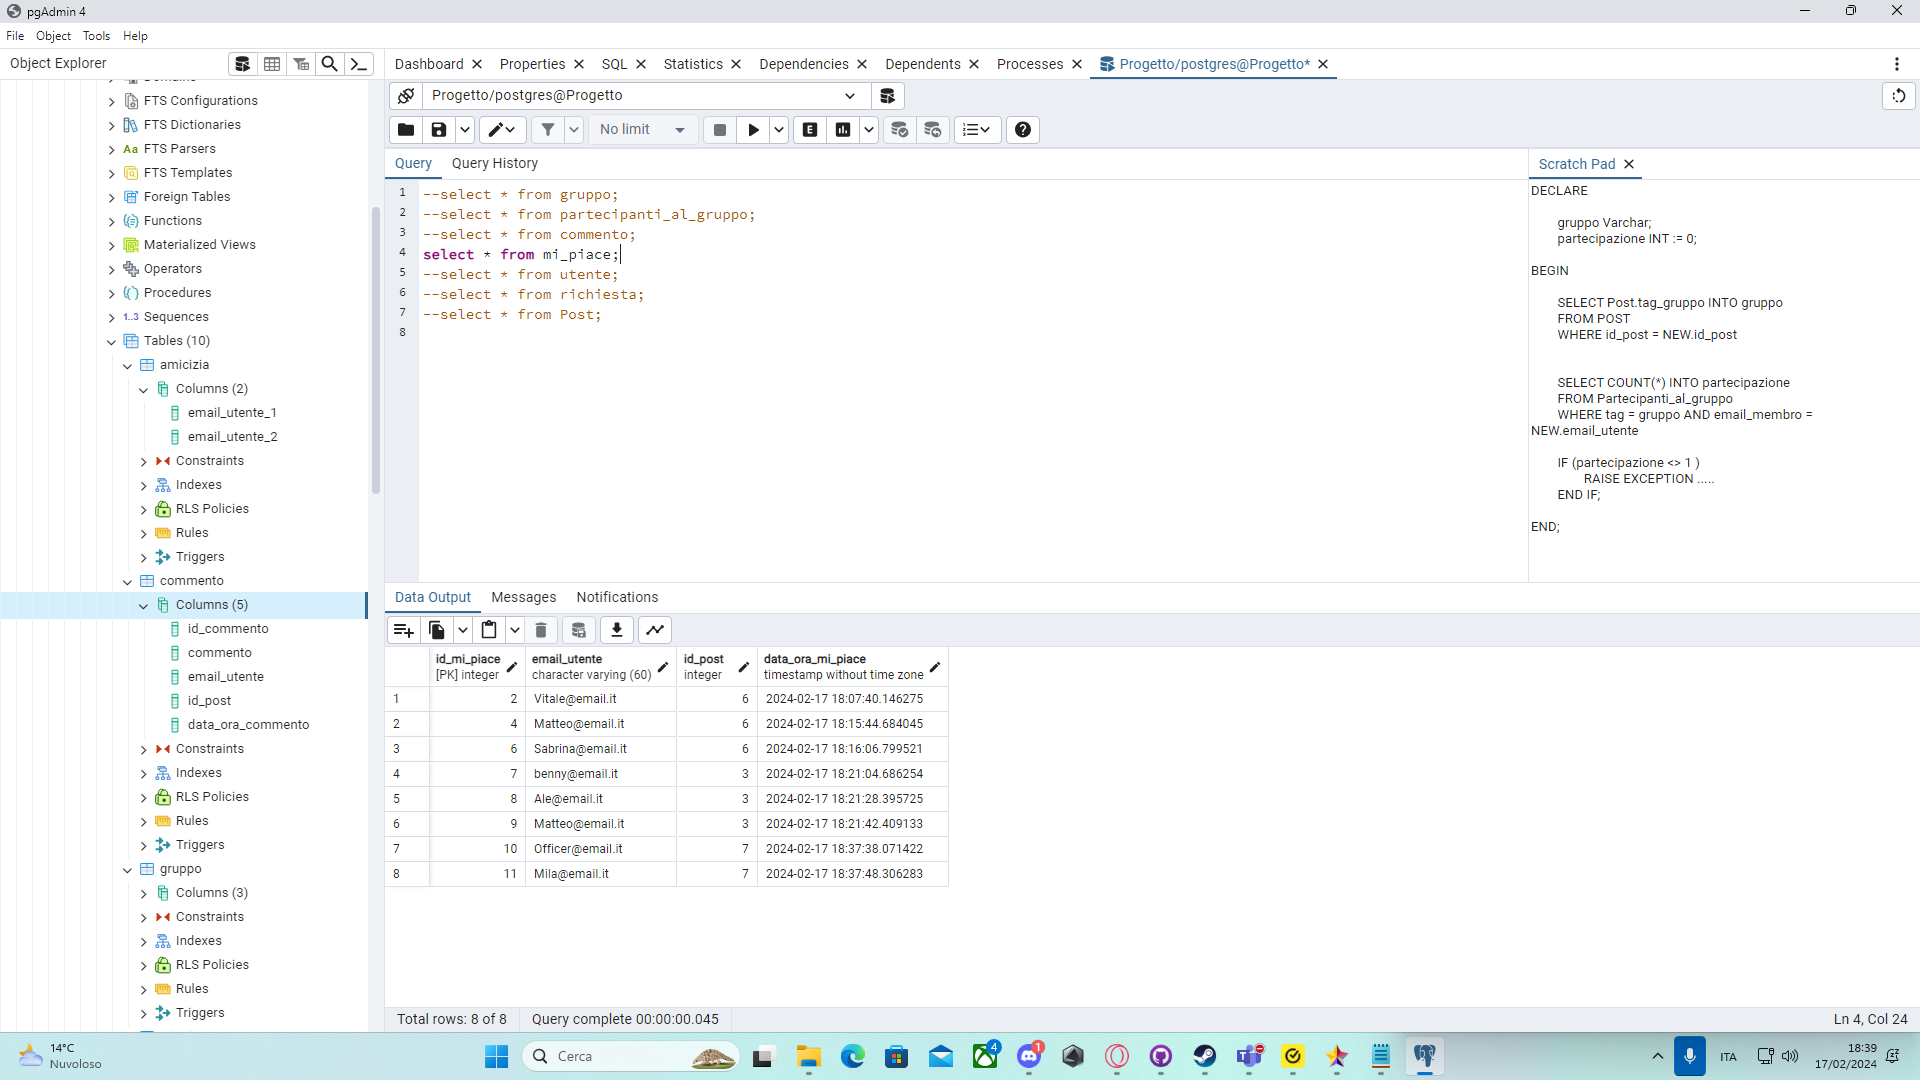 pgAdmin 4
File Object Tools Help
Object Explorer
Dashboard Properties SQL Statistics Dependencies Dependents Processes Progetto/postgres@Progetto*
Progetto/postgres@Progetto
No limit
E
Query Query History
Scratch Pad
FTS Configurations
FTS Dictionaries
Aa FTS Parsers
FTS Templates
Foreign Tables
Functions
Materialized Views
Operators
Procedures
1..3 Sequences
Tables (10)
amicizia
Columns (2)
email_utente_1
email_utente_2
Constraints
Indexes
RLS Policies
Rules
Triggers
commento
Columns (5)
id_commento
commento
email_utente
id_post
data_ora_commento
Constraints
Indexes
RLS Policies
Rules
Triggers
gruppo
Columns (3)
Constraints
Indexes
RLS Policies
Rules
Triggers
1 --select * from gruppo;
2 --select * from partecipanti_al_gruppo;
3 --select * from commento;
4 select * from mi_piace;
5 --select * from utente;
6 --select * from richiesta;
7 --select * from Post;
8
DECLARE
gruppo Varchar;
partecipazione INT := 0;
BEGIN
SELECT Post.tag_gruppo INTO gruppo
FROM POST
WHERE id_post = NEW.id_post
SELECT COUNT(*) INTO partecipazione
FROM Partecipanti_al_gruppo
WHERE tag = gruppo AND email_membro =
NEW.email_utente
IF (partecipazione <> 1 )
RAISE EXCEPTION .....
END IF;
END;
Data Output Messages Notifications
id_mi_piace email_utente id_post data_ora_mi_piace
[PK] integer character varying (60) integer timestamp without time zone
1 2 Vitale@email.it 6 2024-02-17 18:07:40.146275
2 4 Matteo@email.it 6 2024-02-17 18:15:44.684045
3 6 Sabrina@email.it 6 2024-02-17 18:16:06.799521
4 7 benny@email.it 3 2024-02-17 18:21:04.686254
5 8 Ale@email.it 3 2024-02-17 18:21:28.395725
6 9 Matteo@email.it 3 2024-02-17 18:21:42.409133
7 10 Officer@email.it 7 2024-02-17 18:37:38.071422
8 11 Mila@email.it 7 2024-02-17 18:37:48.306283
Total rows: 8 of 8 Query complete 00:00:00.045 Ln 4, Col 24
14°C
Nuvoloso
Cerca
4
1
ITA
18:39
17/02/2024